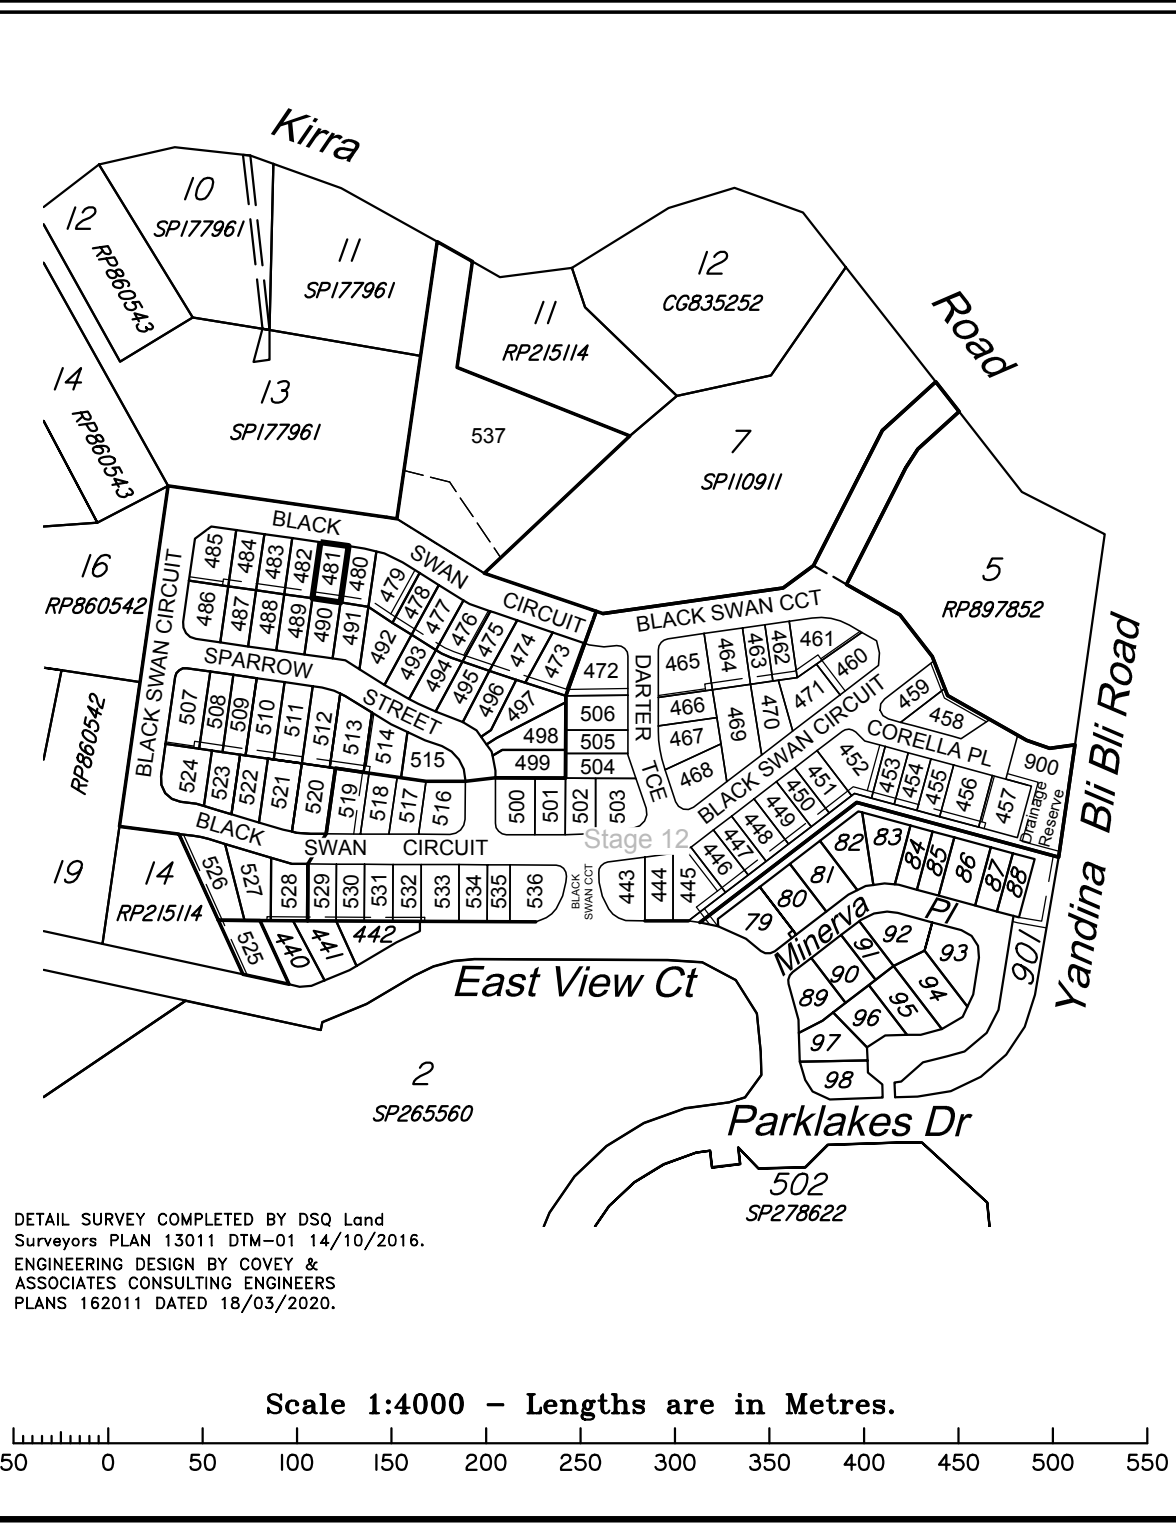 Kirra
Road
10
SP177961
12
RP860543
11
SP177961
12
CG835252
11
RP215114
14
RP860543
13
SP177961
537
7
SP110911
5
RP897852
16
RP860542
RP860542
BLACK
SWAN
CIRCUIT
BLACK SWAN CCT
BLACK SWAN CIRCUIT
485
484
483
482
481
480
479
478
477
476
475
474
473
472
486
487
488
489
490
491
492
493
494
495
496
497
498
499
SPARROW
STREET
465
464
463
462
461
460
459
458
466
467
468
469
470
471
DARTER
TCE
506
505
504
507
508
509
510
511
512
513
514
515
524
523
522
521
520
519
518
517
516
500
501
502
503
BLACK SWAN CIRCUIT
CORELLA PL
452
453
454
455
456
457
900
Drainage
Reserve
451
450
449
448
447
446
Stage 12
BLACK
SWAN
CIRCUIT
19
14
RP215114
526
527
528
529
530
531
532
533
534
535
536
BLACK
SWAN CCT
443
444
445
525
440
441
442
79
80
81
82
83
84
85
86
87
88
Minerva
Pl
89
90
91
92
93
94
95
96
97
98
901
Yandina Bli Bli Road
East View Ct
2
SP265560
Parklakes Dr
502
SP278622
DETAIL SURVEY COMPLETED BY DSQ Land
Surveyors PLAN 13011 DTM-01 14/10/2016.
ENGINEERING DESIGN BY COVEY &
ASSOCIATES CONSULTING ENGINEERS
PLANS 162011 DATED 18/03/2020.
Scale 1:4000 - Lengths are in Metres.
50 0 50 100 150 200 250 300 350 400 450 500 550